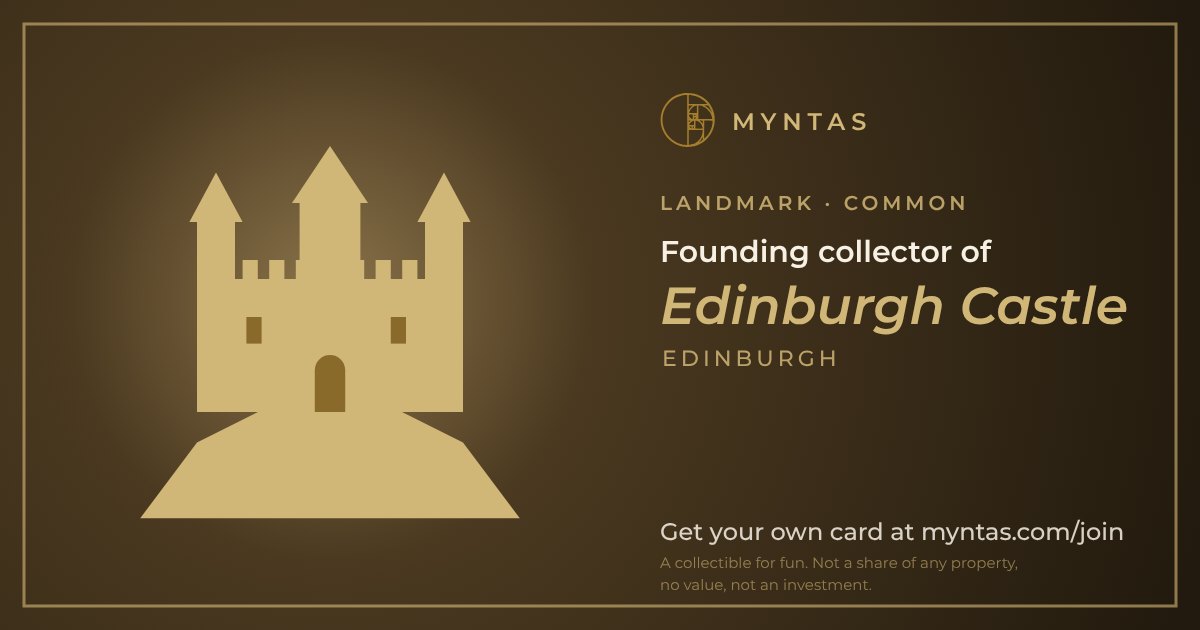 MYNTAS
LANDMARK · COMMON
Founding collector of
Edinburgh Castle
EDINBURGH
Get your own card at myntas.com/join
A collectible for fun. Not a share of any property,
no value, not an investment.